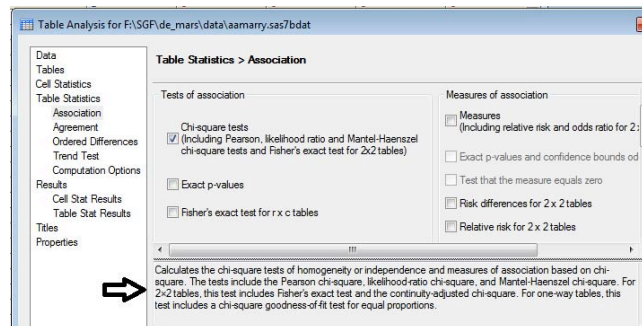 Table Analysis for F:\SGF\de_mars\data\aamarry.sas7bdat
Data
Tables
Cell Statistics
Table Statistics
Association
Agreement
Ordered Differences
Trend Test
Computation Options
Results
Cell Stat Results
Table Stat Results
Titles
Properties
Table Statistics > Association
Tests of association
Chi-square tests
(Including Pearson, likelihood ratio and Mantel-Haenszel
chi-square tests and Fisher's exact test for 2x2 tables)
Exact p-values
Fisher's exact test for r x c tables
Measures of association
Measures
(Including relative risk and odds ratio for 2
Exact p-values and confidence bounds od
Test that the measure equals zero
Risk differences for 2 x 2 tables
Relative risk for 2 x 2 tables
Calculates the chi-square tests of homogeneity or independence and measures of association based on chi-
square. The tests include the Pearson chi-square, likelihood-ratio chi-square, and Mantel-Haenszel chi-square. For
2×2 tables, this test includes Fisher's exact test and the continuity-adjusted chi-square. For one-way tables, this
test includes a chi-square goodness-of-fit test for equal proportions.